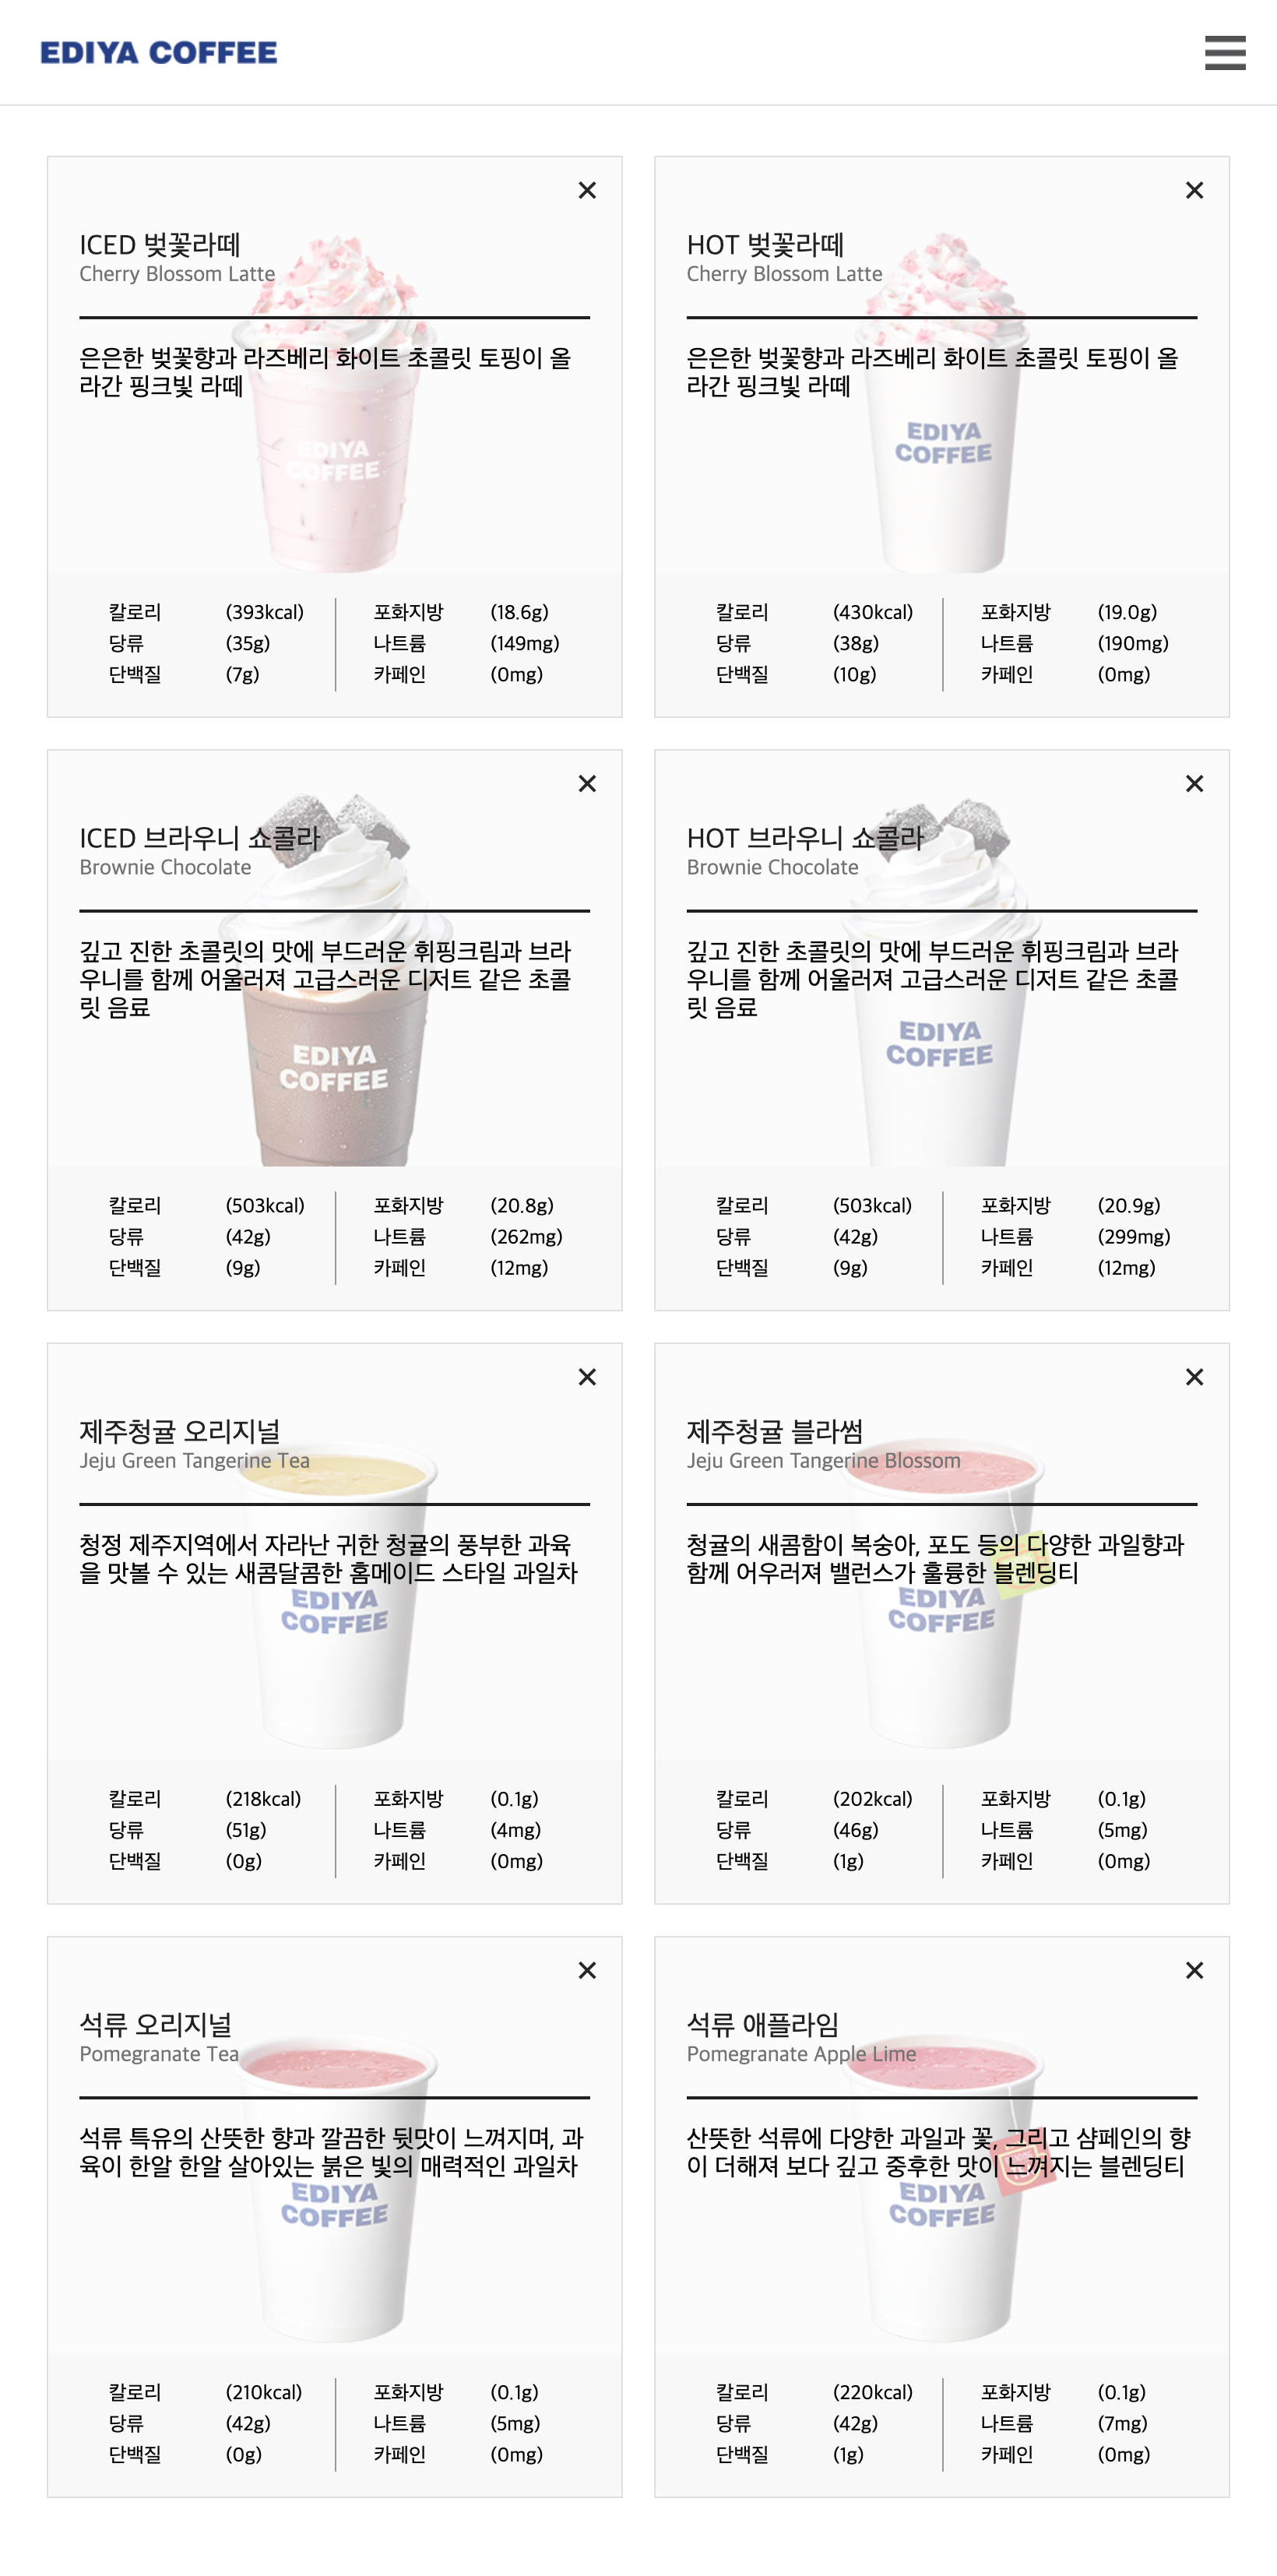 EDIYA COFFEE
ICED 벚꽃라떼
Cherry Blossom Latte
은은한 벚꽃향과 라즈베리 화이트 초콜릿 토핑이 올
라간 핑크빛 라떼
EDIYA
COFFEE
칼로리 (393kcal) 포화지방 (18.6g)
당류 (35g) 나트륨 (149mg)
단백질 (7g) 카페인 (0mg)
HOT 벚꽃라떼
Cherry Blossom Latte
은은한 벚꽃향과 라즈베리 화이트 초콜릿 토핑이 올
라간 핑크빛 라떼
EDIYA
COFFEE
칼로리 (430kcal) 포화지방 (19.0g)
당류 (38g) 나트륨 (190mg)
단백질 (10g) 카페인 (0mg)
ICED 브라우니 쇼콜라
Brownie Chocolate
깊고 진한 초콜릿의 맛에 부드러운 휘핑크림과 브라
우니를 함께 어울러져 고급스러운 디저트 같은 초콜
릿 음료
EDIYA
COFFEE
칼로리 (503kcal) 포화지방 (20.8g)
당류 (42g) 나트륨 (262mg)
단백질 (9g) 카페인 (12mg)
HOT 브라우니 쇼콜라
Brownie Chocolate
깊고 진한 초콜릿의 맛에 부드러운 휘핑크림과 브라
우니를 함께 어울러져 고급스러운 디저트 같은 초콜
릿 음료
EDIYA
COFFEE
칼로리 (503kcal) 포화지방 (20.9g)
당류 (42g) 나트륨 (299mg)
단백질 (9g) 카페인 (12mg)
제주청귤 오리지널
Jeju Green Tangerine Tea
청정 제주지역에서 자라난 귀한 청귤의 풍부한 과육
을 맛볼 수 있는 새콤달콤한 홈메이드 스타일 과일차
EDIYA
COFFEE
칼로리 (218kcal) 포화지방 (0.1g)
당류 (51g) 나트륨 (4mg)
단백질 (0g) 카페인 (0mg)
제주청귤 블라썸
Jeju Green Tangerine Blossom
청귤의 새콤함이 복숭아, 포도 등의 다양한 과일향과
함께 어우러져 밸런스가 훌륭한 블렌딩티
EDIYA
COFFEE
칼로리 (202kcal) 포화지방 (0.1g)
당류 (46g) 나트륨 (5mg)
단백질 (1g) 카페인 (0mg)
석류 오리지널
Pomegranate Tea
석류 특유의 산뜻한 향과 깔끔한 뒷맛이 느껴지며, 과
육이 한알 한알 살아있는 붉은 빛의 매력적인 과일차
EDIYA
COFFEE
칼로리 (210kcal) 포화지방 (0.1g)
당류 (42g) 나트륨 (5mg)
단백질 (0g) 카페인 (0mg)
석류 애플라임
Pomegranate Apple Lime
산뜻한 석류에 다양한 과일과 꽃, 그리고 샴페인의 향
이 더해져 보다 깊고 중후한 맛이 느껴지는 블렌딩티
EDIYA
COFFEE
칼로리 (220kcal) 포화지방 (0.1g)
당류 (42g) 나트륨 (7mg)
단백질 (1g) 카페인 (0mg)